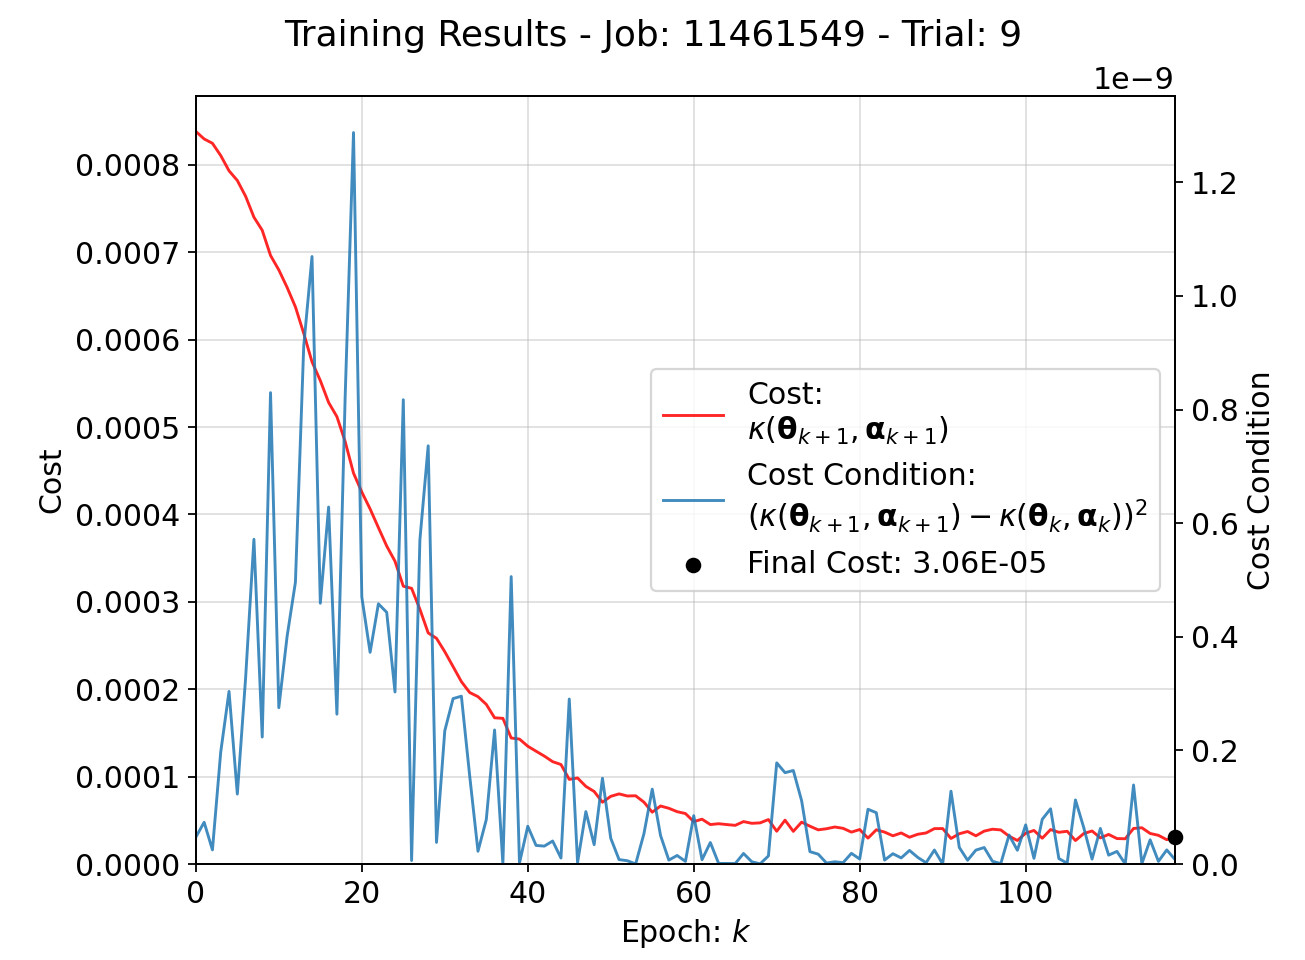 Training Results - Job: 11461549 - Trial: 9
1e−9
0.0008
0.0007
0.0006
0.0005
0.0004
0.0003
0.0002
0.0001
0.0000
Cost
1.2
1.0
0.8
0.6
0.4
0.2
0.0
Cost Condition
Cost:
κ(θ_{k+1}, α_{k+1})
Cost Condition:
(κ(θ_{k+1}, α_{k+1}) − κ(θ_k, α_k))²
Final Cost: 3.06E-05
0 20 40 60 80 100
Epoch: k